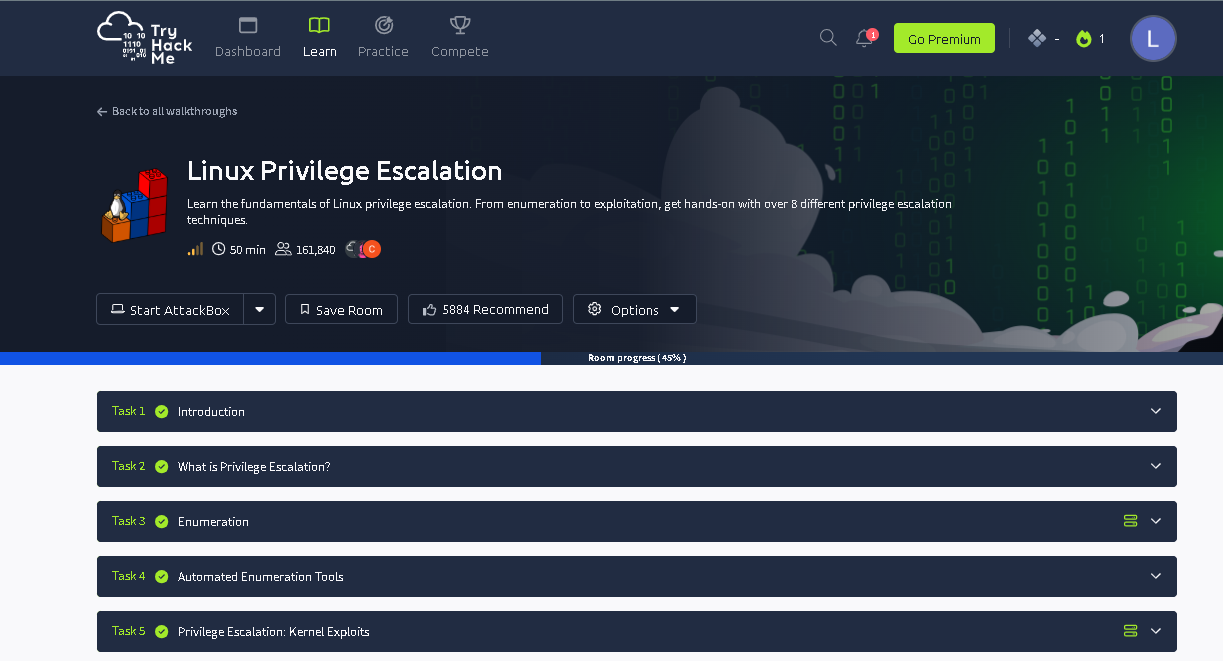 Try Hack Me
Dashboard
Learn
Practice
Compete
1
Go Premium
-
1
L
Back to all walkthroughs
Linux Privilege Escalation
Learn the fundamentals of Linux privilege escalation. From enumeration to exploitation, get hands-on with over 8 different privilege escalation
techniques.
50 min
161,840
C
Start AttackBox
Save Room
5884 Recommend
Options
Room progress ( 45% )
Task 1 Introduction
Task 2 What is Privilege Escalation?
Task 3 Enumeration
Task 4 Automated Enumeration Tools
Task 5 Privilege Escalation: Kernel Exploits